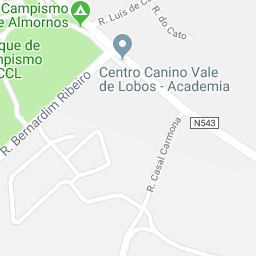 Campismo
de Almornos
R. Luís de C
R.
do Cato
que de
mpismo
CCL
Centro Canino Vale
de Lobos - Academia
R. Bernardim Ribeiro
R. Casal Carmona
N543